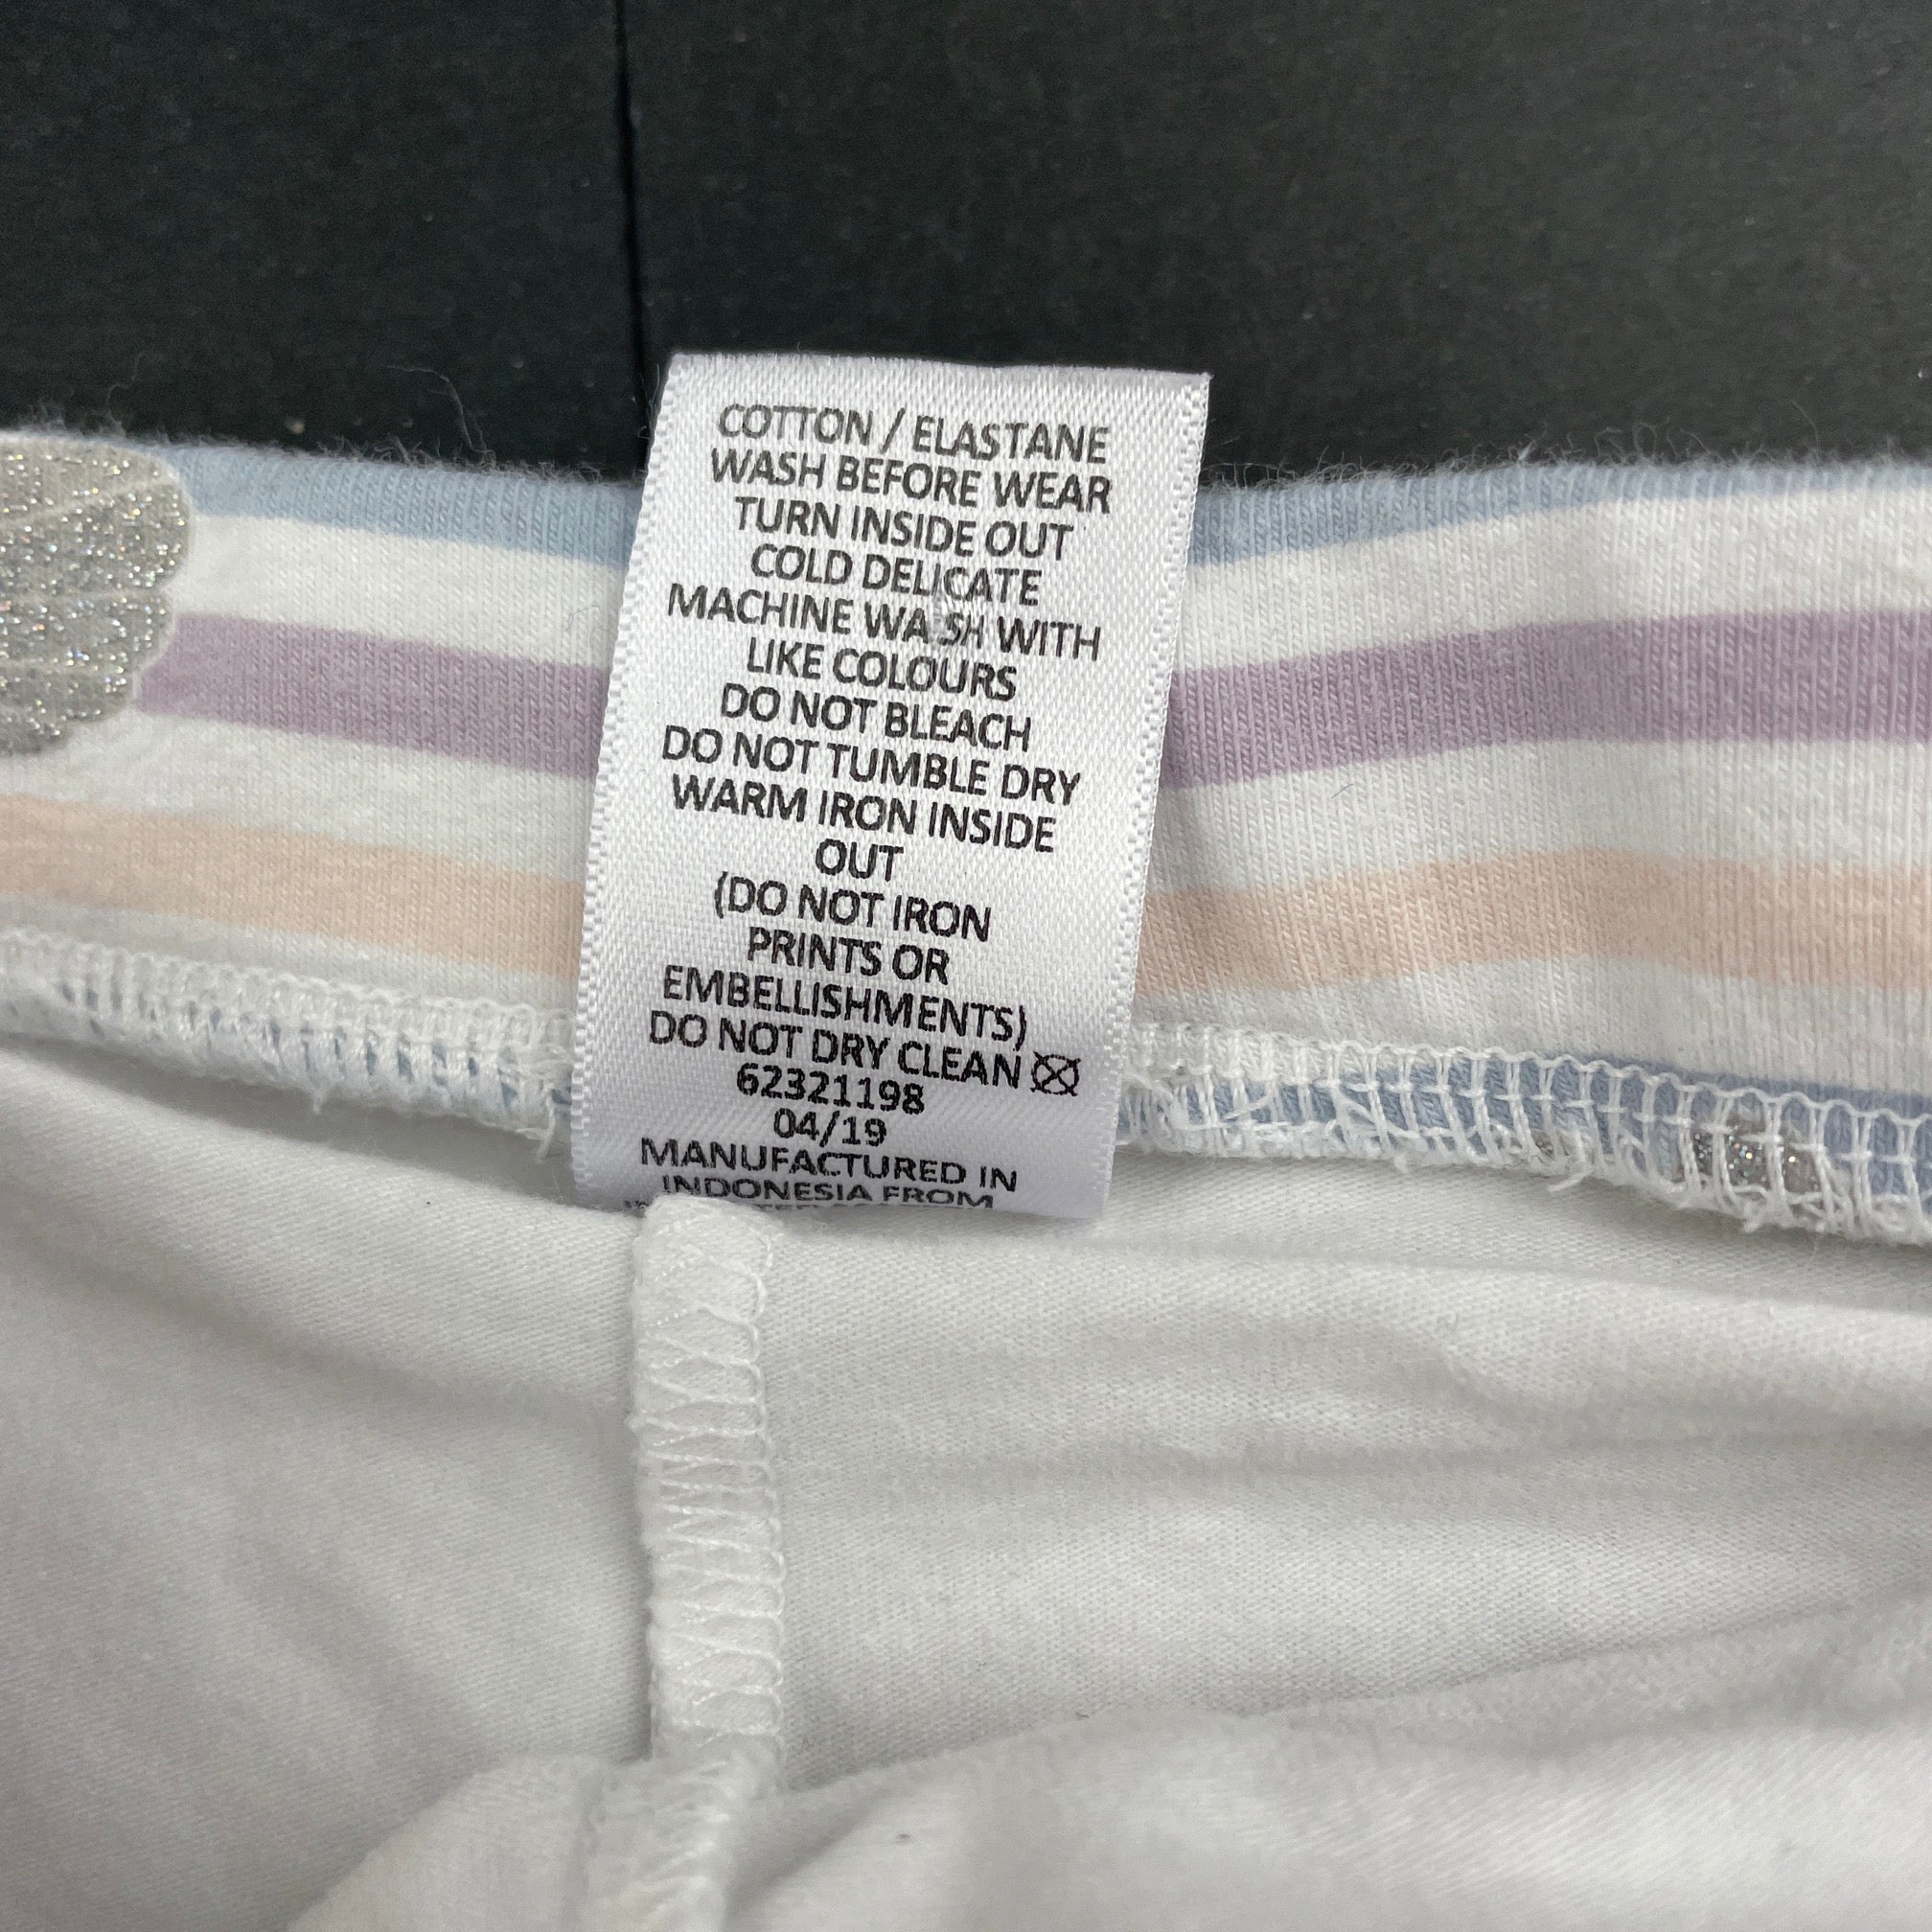 COTTON / ELASTANE
WASH BEFORE WEAR
TURN INSIDE OUT
COLD DELICATE
MACHINE WASH WITH
LIKE COLOURS
DO NOT BLEACH
DO NOT TUMBLE DRY
WARM IRON INSIDE
OUT
(DO NOT IRON
PRINTS OR
EMBELLISHMENTS)
DO NOT DRY CLEAN
62321198
04/19
MANUFACTURED IN
INDONESIA FROM